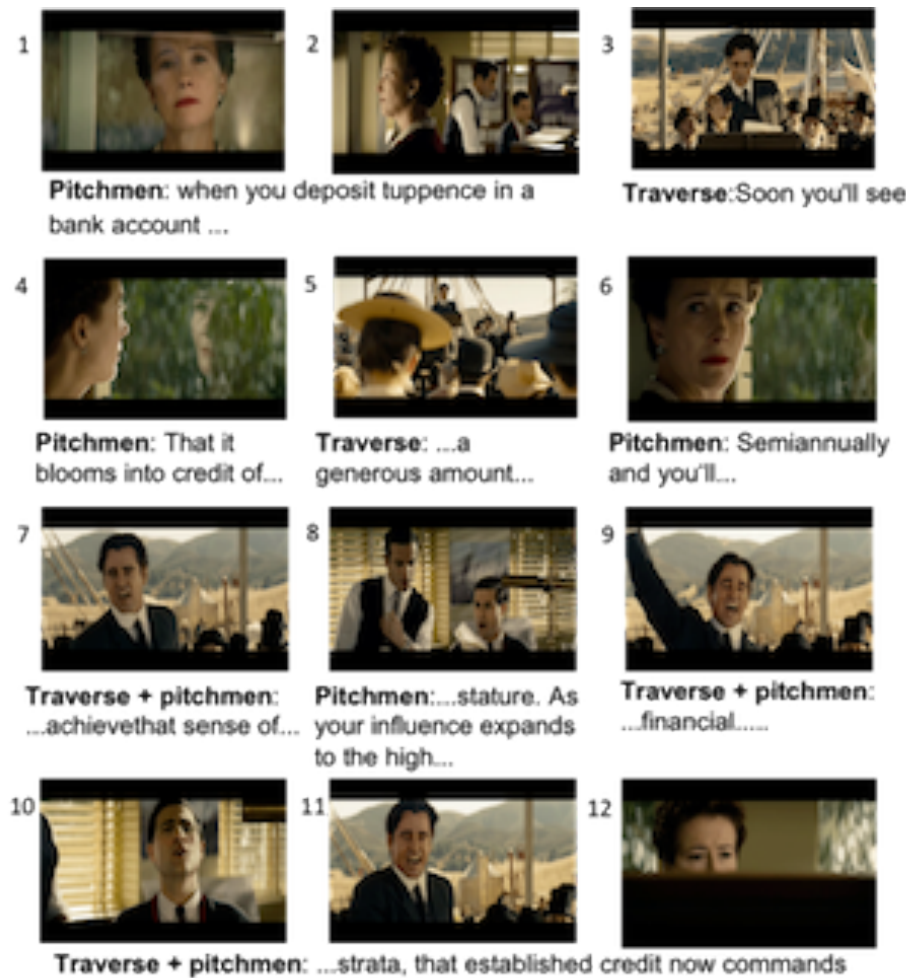 1
2
3
Pitchmen: when you deposit tuppence in a
bank account ...
Traverse:Soon you'll see
4
5
6
Pitchmen: That it
blooms into credit of...
Traverse: ...a
generous amount...
Pitchmen: Semiannually
and you'll...
7
8
9
Traverse + pitchmen:
...achievethat sense of...
Pitchmen:...stature. As
your influence expands
to the high...
Traverse + pitchmen:
...financial.....
10
11
12
Traverse + pitchmen: ...strata, that established credit now commands